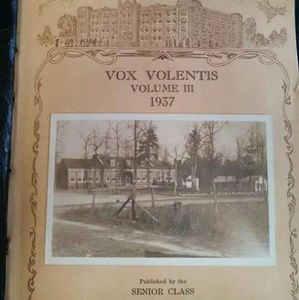 VOX VOLENTIS
VOLUME III
1937
Published by the
SENIOR CLASS